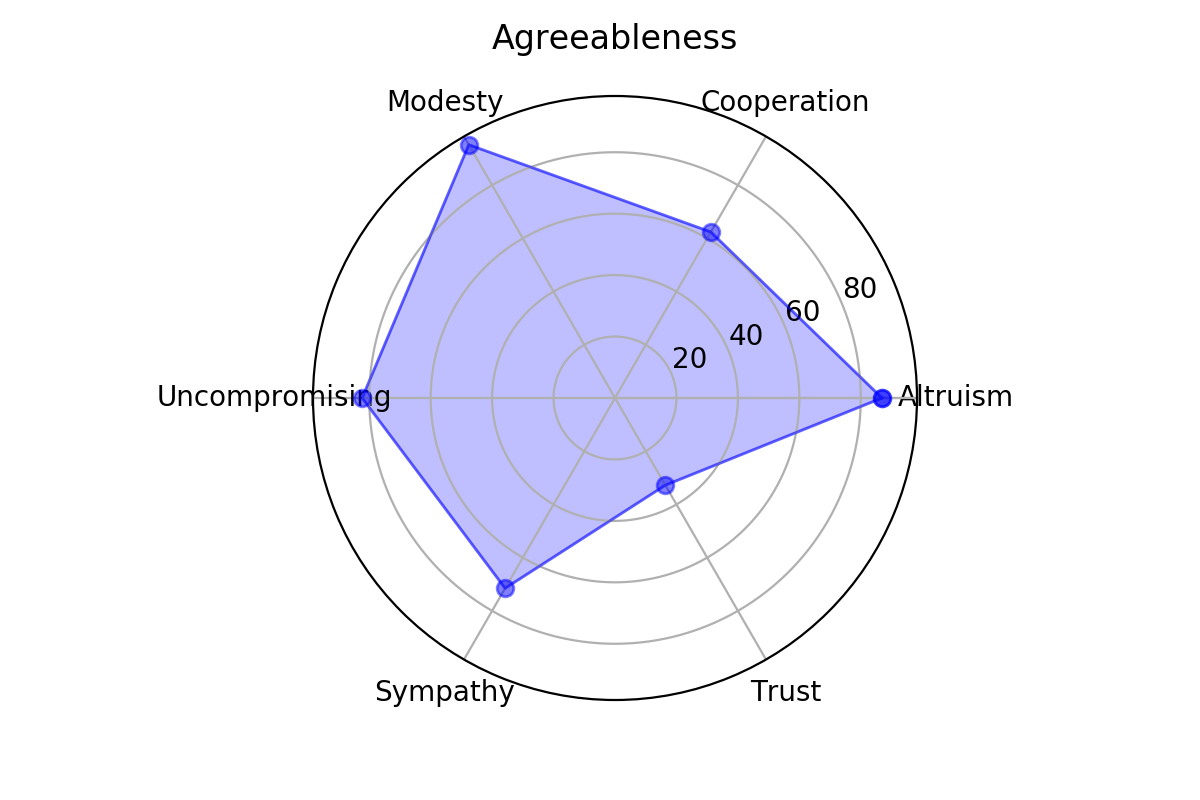 Agreeableness
Modesty
Cooperation
80
60
40
20
Uncompromising
Altruism
Sympathy
Trust